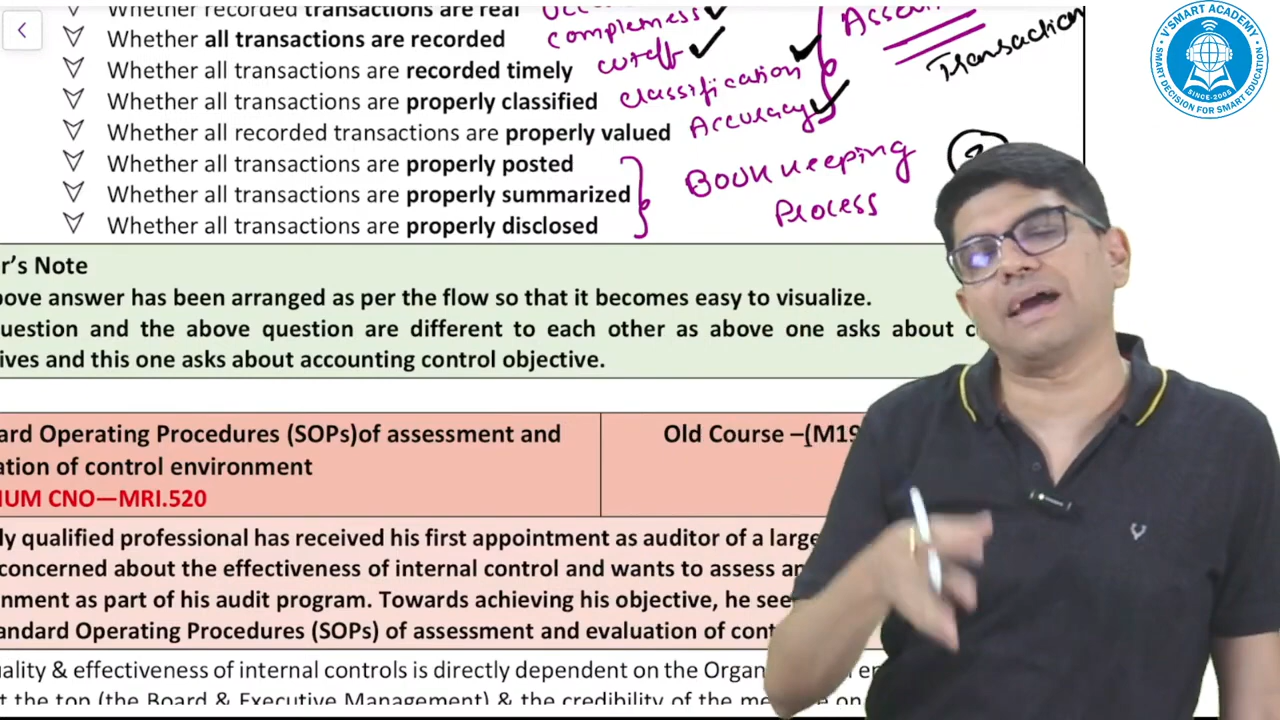 Whether recorded transactions are real
Whether all transactions are recorded complemess
Whether all transactions are recorded timely cutoff
Whether all transactions are properly classified classification
Whether all recorded transactions are properly valued Accuracy
Transaction
Whether all transactions are properly posted
Whether all transactions are properly summarized
Whether all transactions are properly disclosed
Book keeping
Process
r's Note
bove answer has been arranged as per the flow so that it becomes easy to visualize.
uestion and the above question are different to each other as above one asks about c
ives and this one asks about accounting control objective.
ard Operating Procedures (SOPs)of assessment and
ation of control environment
IUM CNO—MRI.520
Old Course –(M19
ly qualified professional has received his first appointment as auditor of a large
concerned about the effectiveness of internal control and wants to assess an
nment as part of his audit program. Towards achieving his objective, he see
andard Operating Procedures (SOPs) of assessment and evaluation of cont
uality & effectiveness of internal controls is directly dependent on the Organ
t the top (the Board & Executive Management) & the credibility of the me
V'SMART ACADEMY
SMART DECISION FOR SMART EDUCATION
SINCE-2005